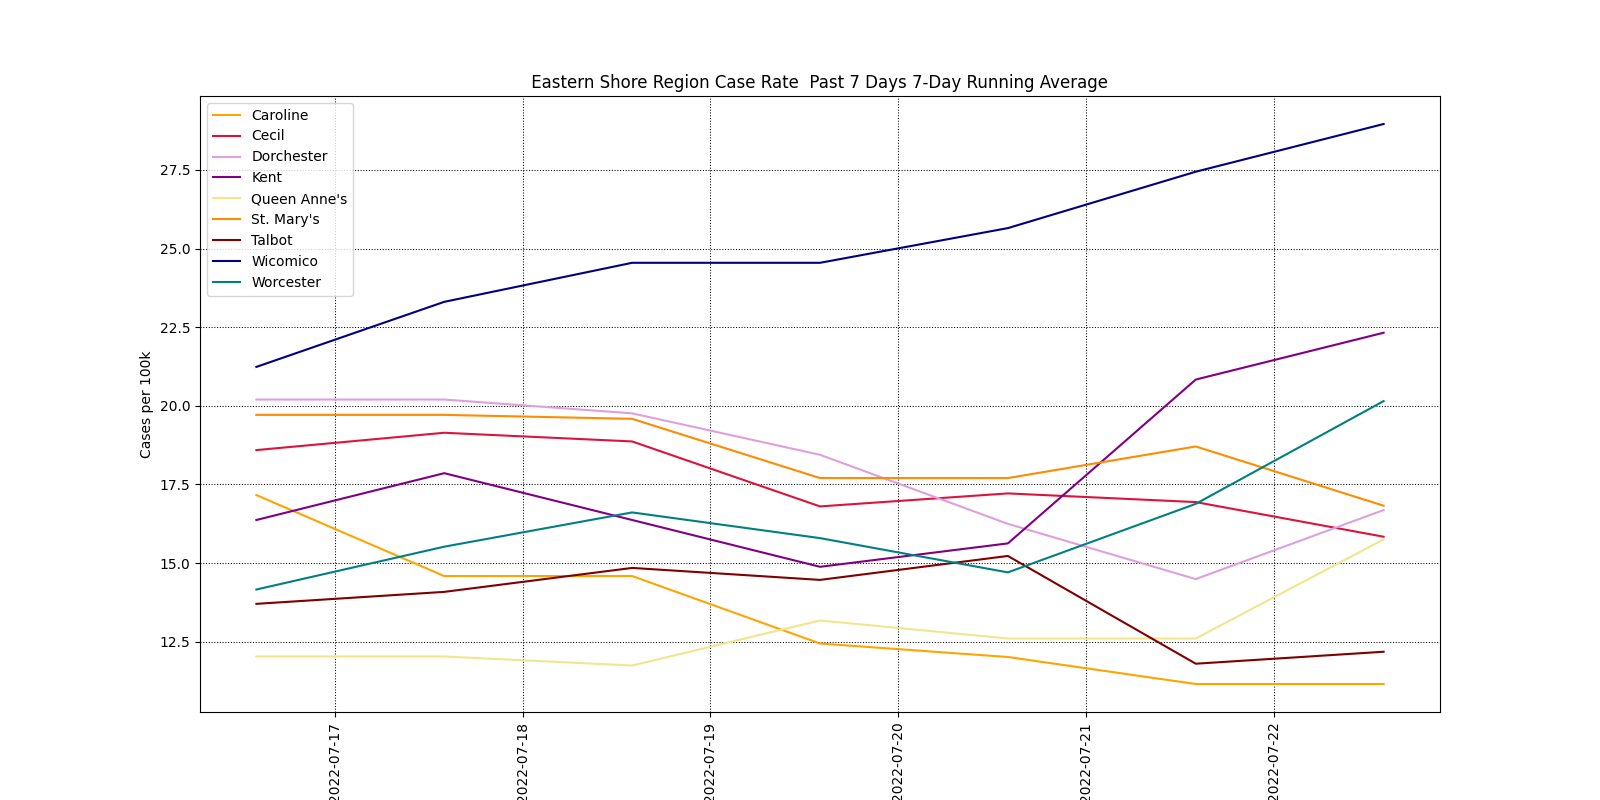 Eastern Shore Region Case Rate  Past 7 Days 7-Day Running Average
Caroline
Cecil
Dorchester
Kent
Queen Anne's
St. Mary's
Talbot
Wicomico
Worcester
27.5
25.0
22.5
20.0
17.5
15.0
12.5
Cases per 100k
2022-07-17
2022-07-18
2022-07-19
2022-07-20
2022-07-21
2022-07-22